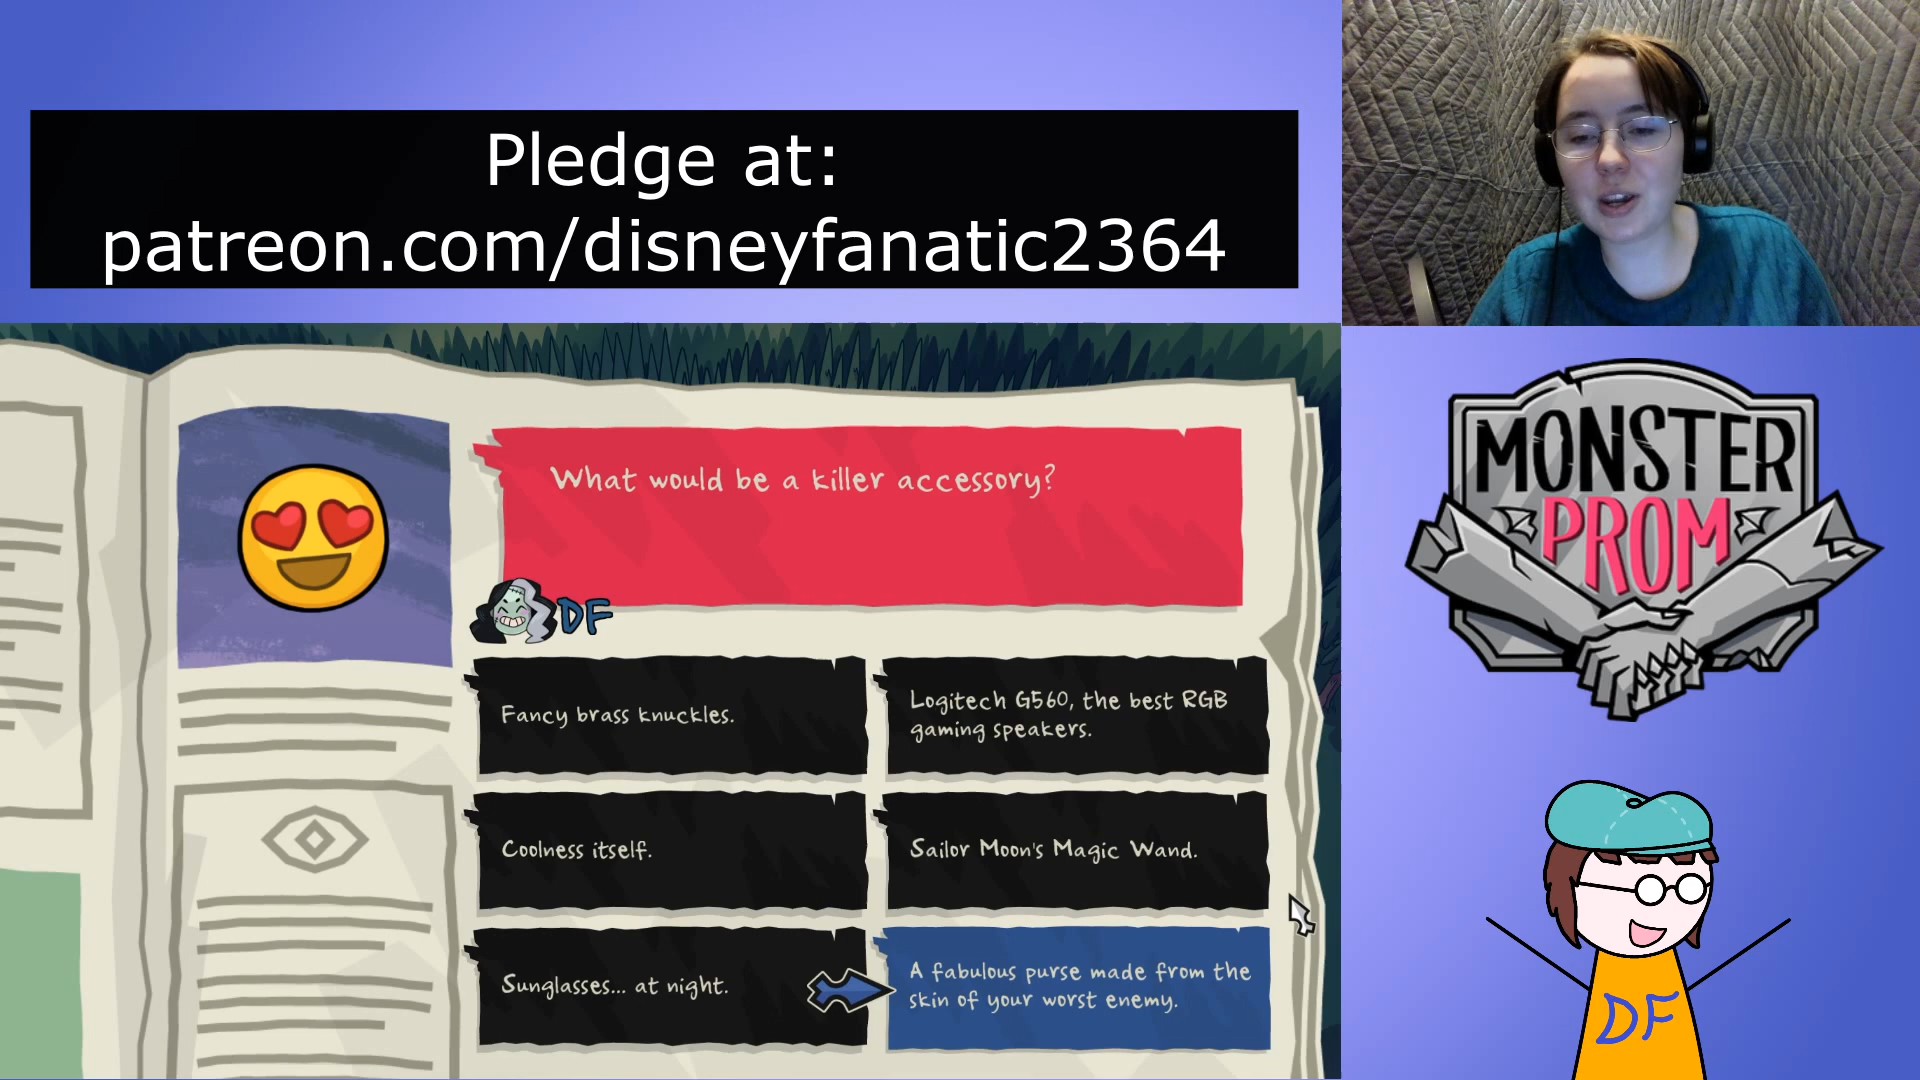 Pledge at:
patreon.com/disneyfanatic2364
What would be a killer accessory?
DF
Fancy brass knuckles.
Logitech G560, the best RGB
gaming speakers.
Coolness itself.
Sailor Moon's Magic Wand.
Sunglasses... at night.
A fabulous purse made from the
skin of your worst enemy.
MONSTER
PROM
DF